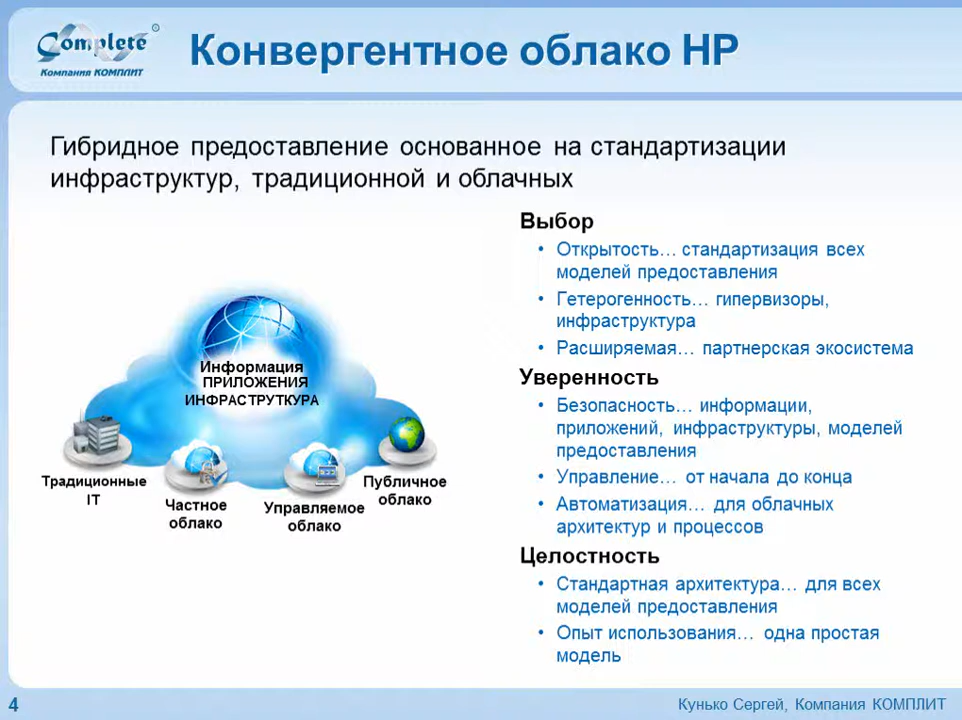 Complete®
Компания КОМПЛИТ
Конвергентное облако HP
Гибридное предоставление основанное на стандартизации
инфраструктур, традиционной и облачных
Информация
ПРИЛОЖЕНИЯ
ИНФРАСТРУТКУРА
Традиционные
IT
Частное
облако
Управляемое
облако
Публичное
облако
Выбор
• Открытость… стандартизация всех
моделей предоставления
• Гетерогенность… гипервизоры,
инфраструктура
• Расширяемая… партнерская экосистема
Уверенность
• Безопасность… информации,
приложений, инфраструктуры, моделей
предоставления
• Управление… от начала до конца
• Автоматизация… для облачных
архитектур и процессов
Целостность
• Стандартная архитектура… для всех
моделей предоставления
• Опыт использования… одна простая
модель
4
Кунько Сергей, Компания КОМПЛИТ